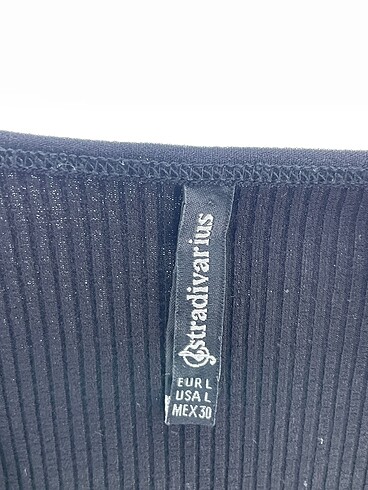 stradivarius
EUR L
USA L
MEX 30